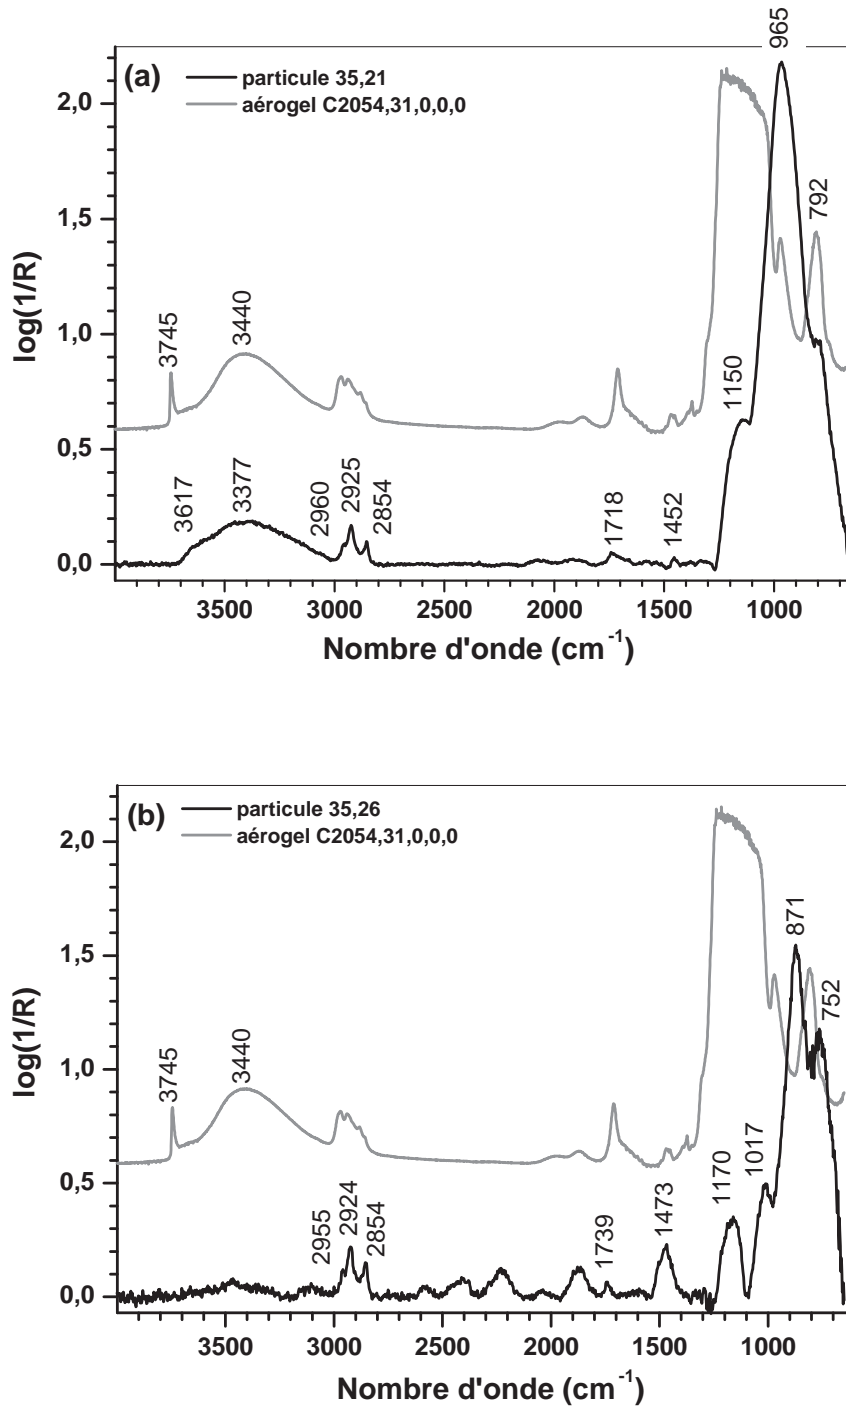 965
(a)
particule 35,21
aérogel C2054,31,0,0,0
2,0
792
1,5
log(1/R)
3745
3440
1,0
1150
0,5
3617
3377
2960
2925
2854
1718
1452
0,0
3500 3000 2500 2000 1500 1000
Nombre d'onde (cm-1)
(b)
particule 35,26
aérogel C2054,31,0,0,0
2,0
871
1,5
752
log(1/R)
3745
3440
1,0
0,5
2955
2924
2854
1739
1473
1170
1017
0,0
3500 3000 2500 2000 1500 1000
Nombre d'onde (cm-1)